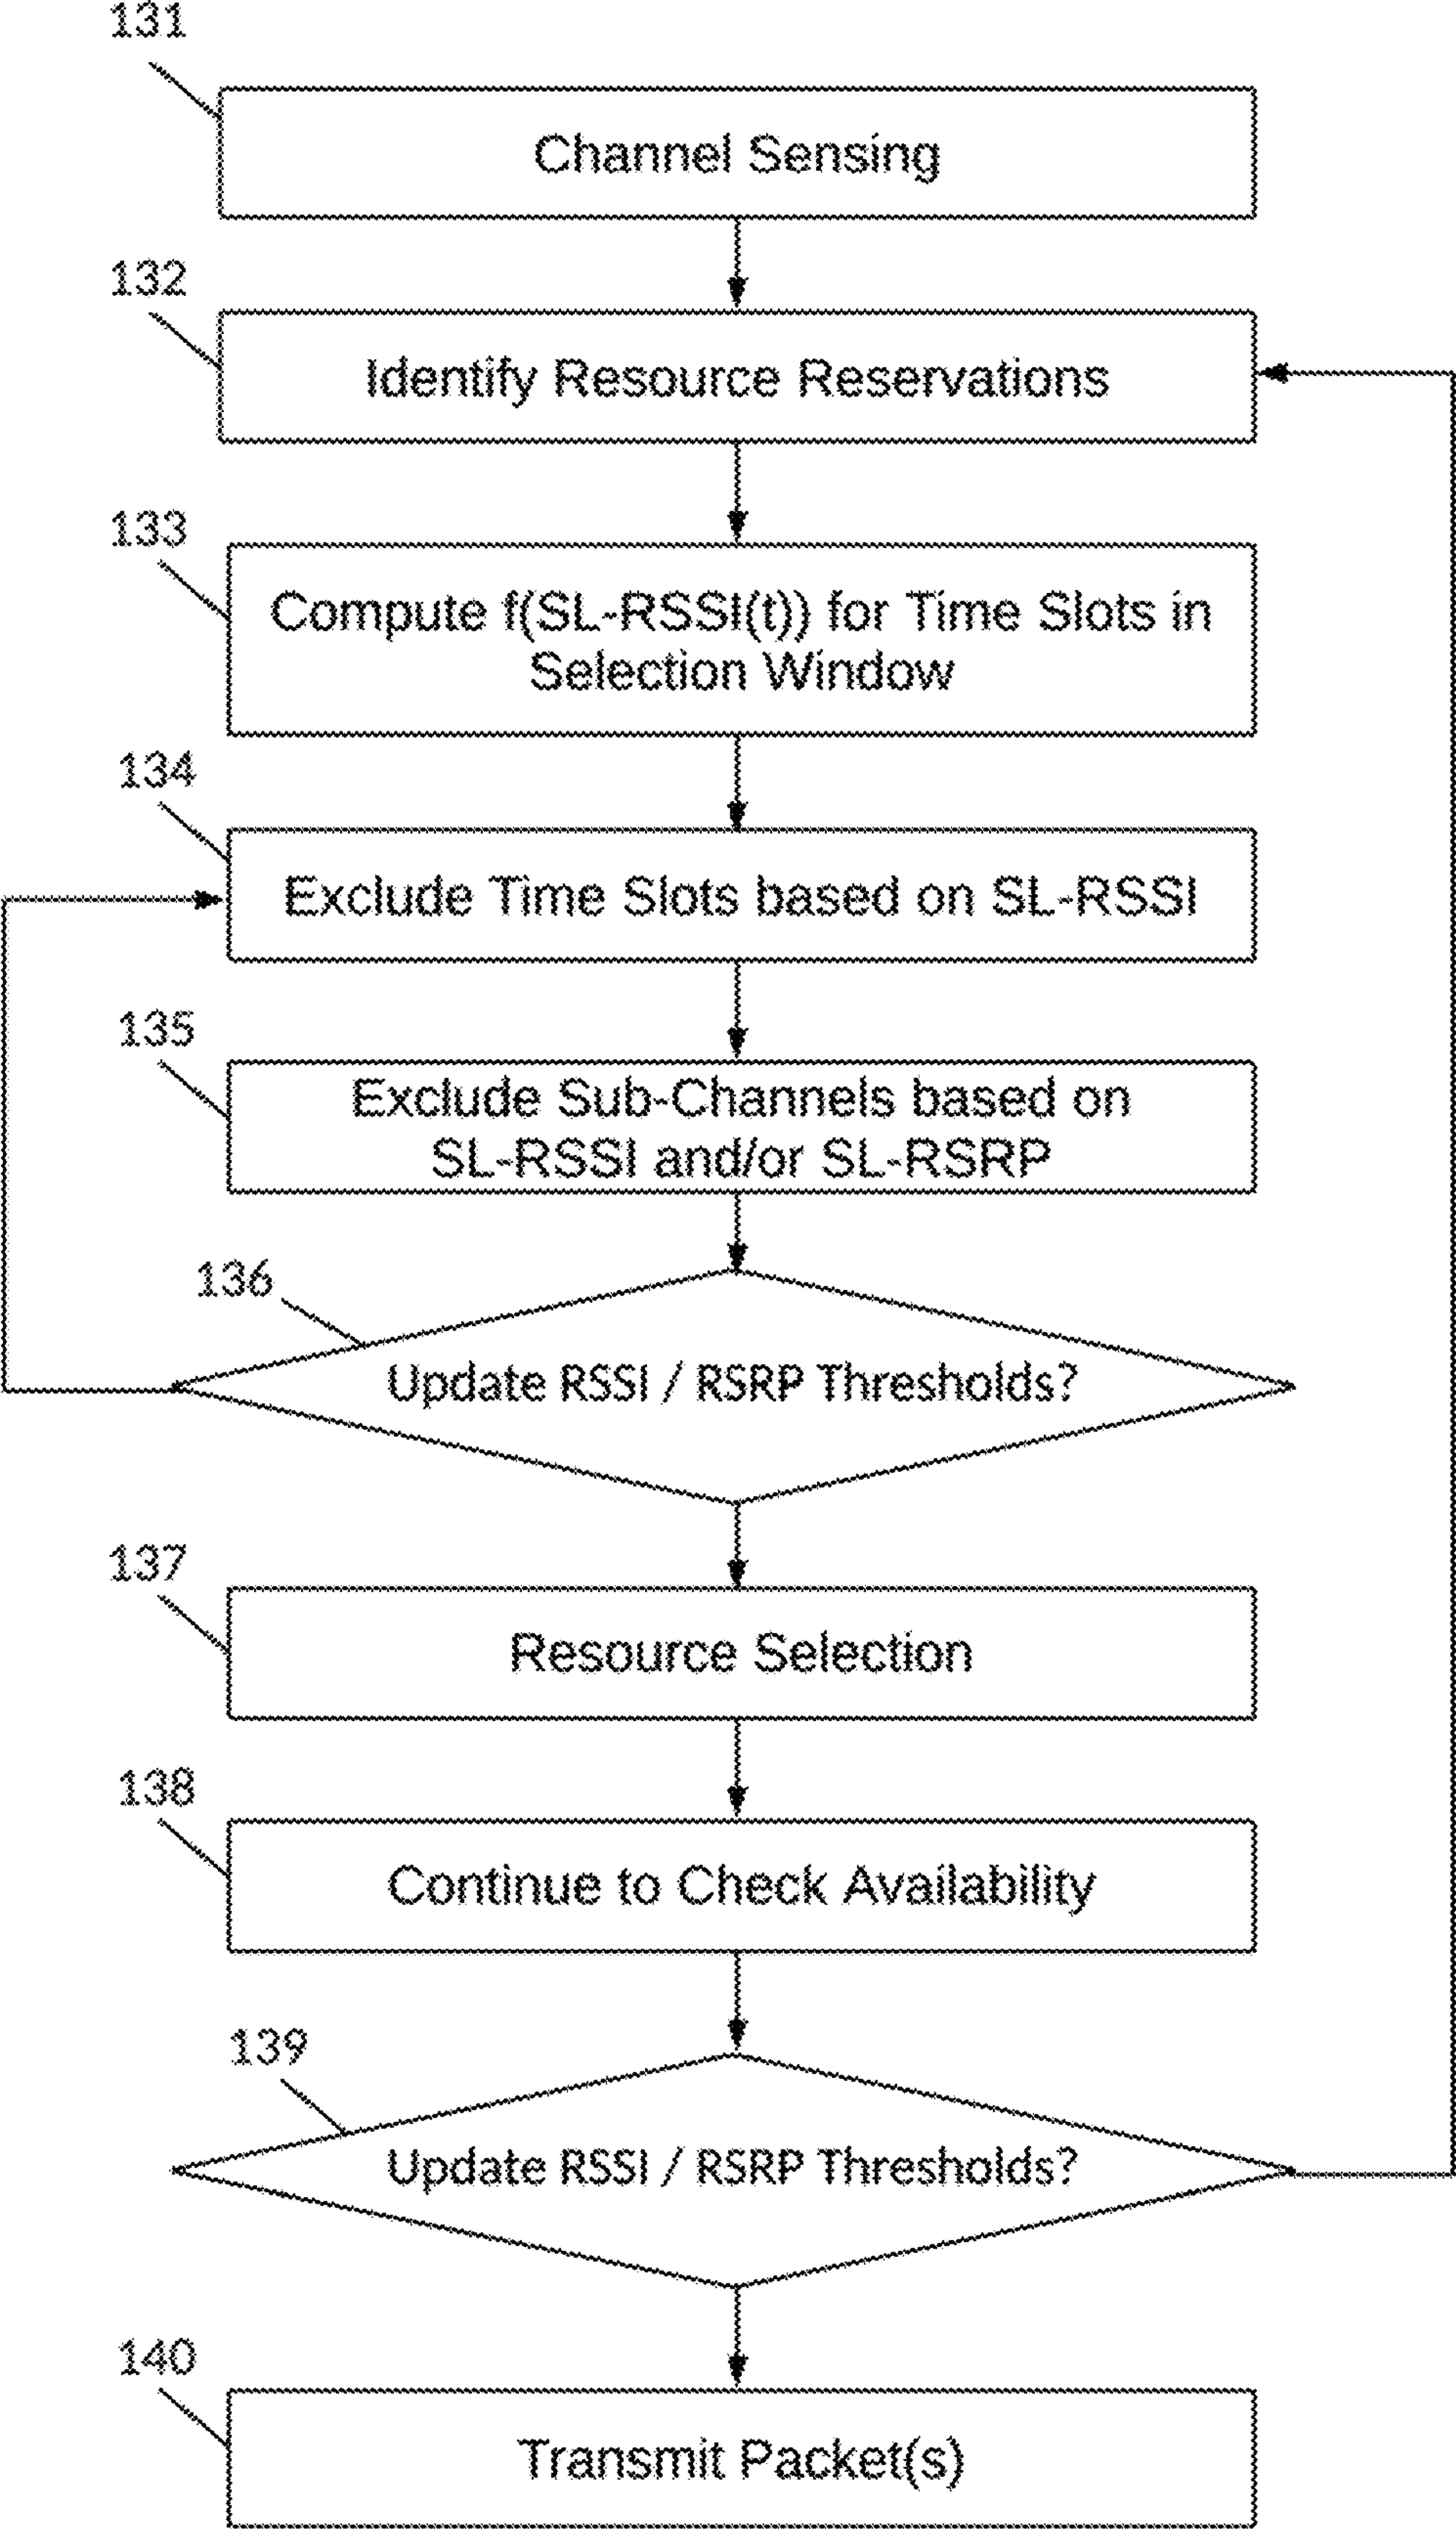 131
Channel Sensing
132
Identify Resource Reservations
133
Compute f(SL-RSSI(t)) for Time Slots in
Selection Window
134
Exclude Time Slots based on SL-RSSI
135
Exclude Sub-Channels based on
SL-RSSI and/or SL-RSRP
136
Update RSSI / RSRP Thresholds?
137
Resource Selection
138
Continue to Check Availability
139
Update RSSI / RSRP Thresholds?
140
Transmit Packet(s)